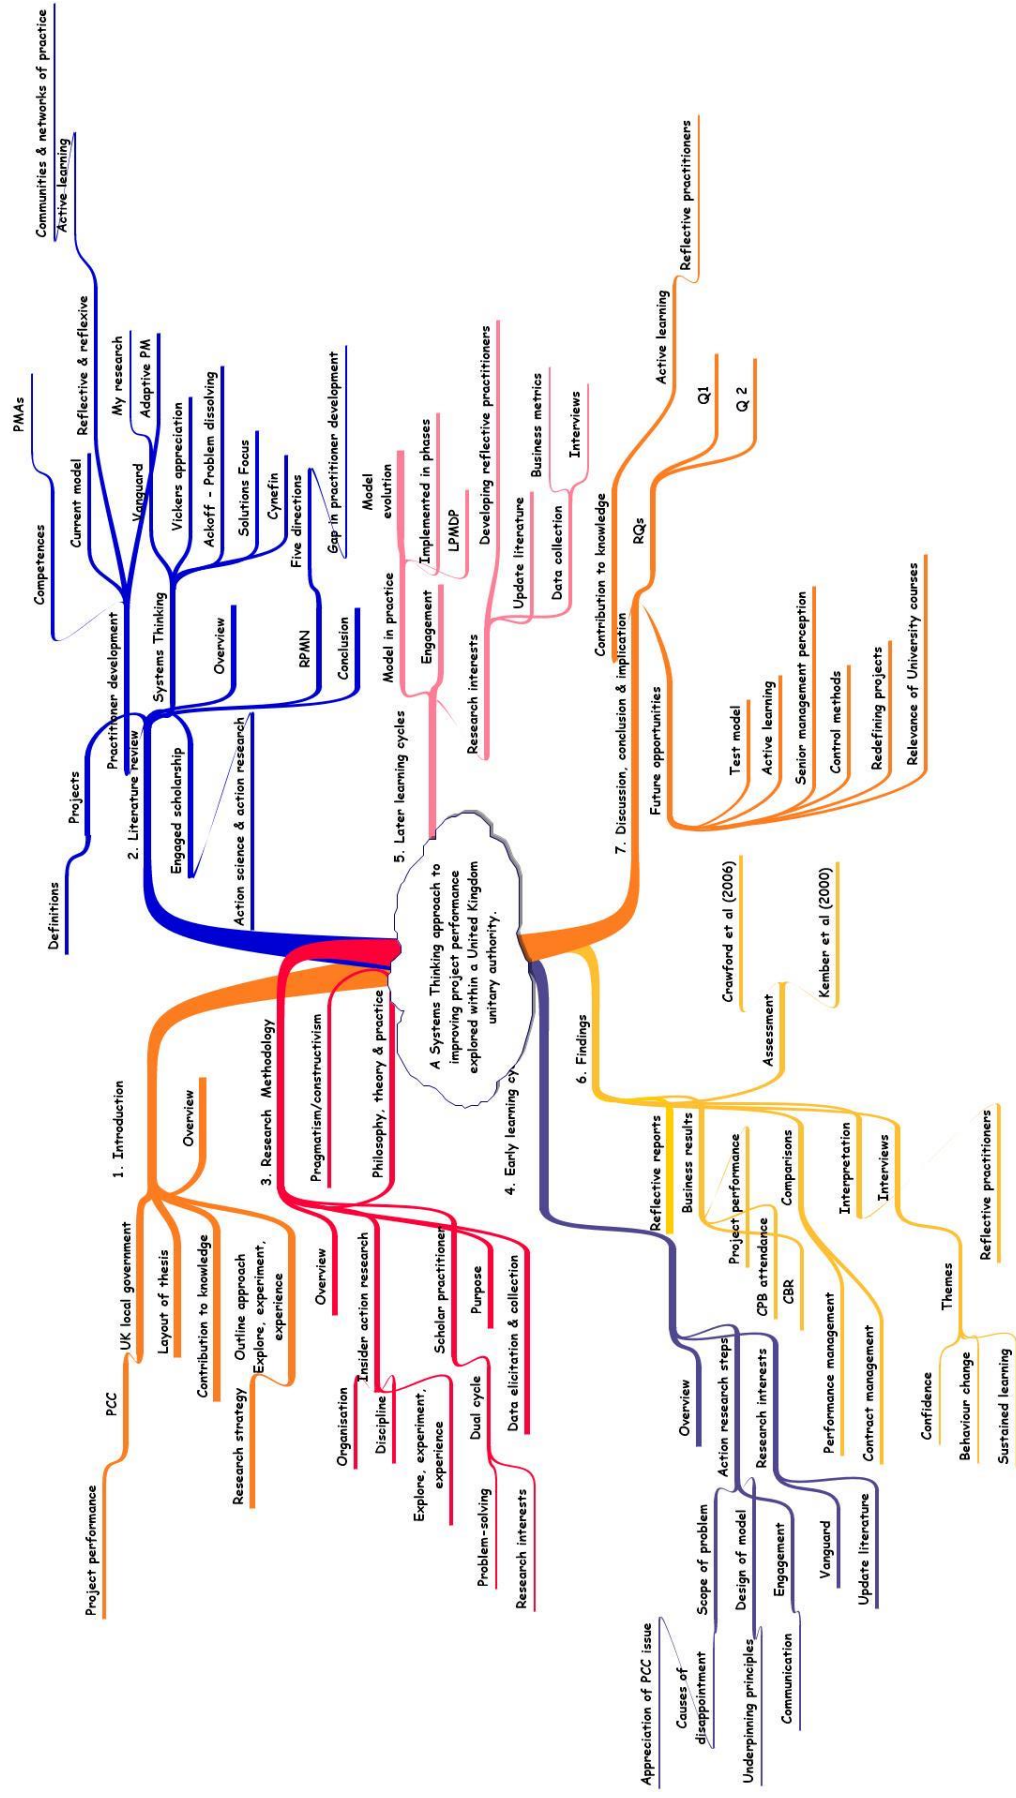 A Systems Thinking approach to
improving project performance
explored within a United Kingdom
unitary authority.
1. Introduction
Overview
UK local government
PCC
Project performance
Layout of thesis
Contribution to knowledge
Outline approach
Explore, experiment,
experience
Research strategy
2. Literature review
Projects
Definitions
Practitioner development
Competences
PMAs
Current model
Reflective & reflexive
Active learning
Communities & networks of practice
Adaptive PM
My research
Systems Thinking
Vanguard
Vickers appreciation
Ackoff - Problem dissolving
Solutions Focus
Cynefin
Engaged scholarship
Action science & action research
Overview
RPMN
Five directions
Gap in practitioner development
Conclusion
3. Research Methodology
Philosophy, theory & practice
Pragmatism/constructivism
Overview
Insider action research
Organisation
Discipline
Explore, experiment,
experience
Scholar practitioner
Dual cycle
Problem-solving
Research interests
Purpose
Data elicitation & collection
4. Early learning cy
Overview
Action research steps
Scope of problem
Causes of
disappointment
Appreciation of PCC issue
Design of model
Underpinning principles
Engagement
Communication
Research interests
Vanguard
Update literature
5. Later learning cycles
Model in practice
Model
evolution
Implemented in phases
LPMDP
Engagement
Research interests
Developing reflective practitioners
Update literature
Data collection
Business metrics
Interviews
6. Findings
Reflective reports
Assessment
Crawford et al (2006)
Kember et al (2000)
Business results
Project performance
CPB attendance
CBR
Comparisons
Performance management
Contract management
Interpretation
Interviews
Reflective practitioners
Themes
Confidence
Behaviour change
Sustained learning
7. Discussion, conclusion & implication
Contribution to knowledge
Active learning
Reflective practitioners
RQs
Q1
Q 2
Future opportunities
Test model
Active learning
Senior management perception
Control methods
Redefining projects
Relevance of University courses